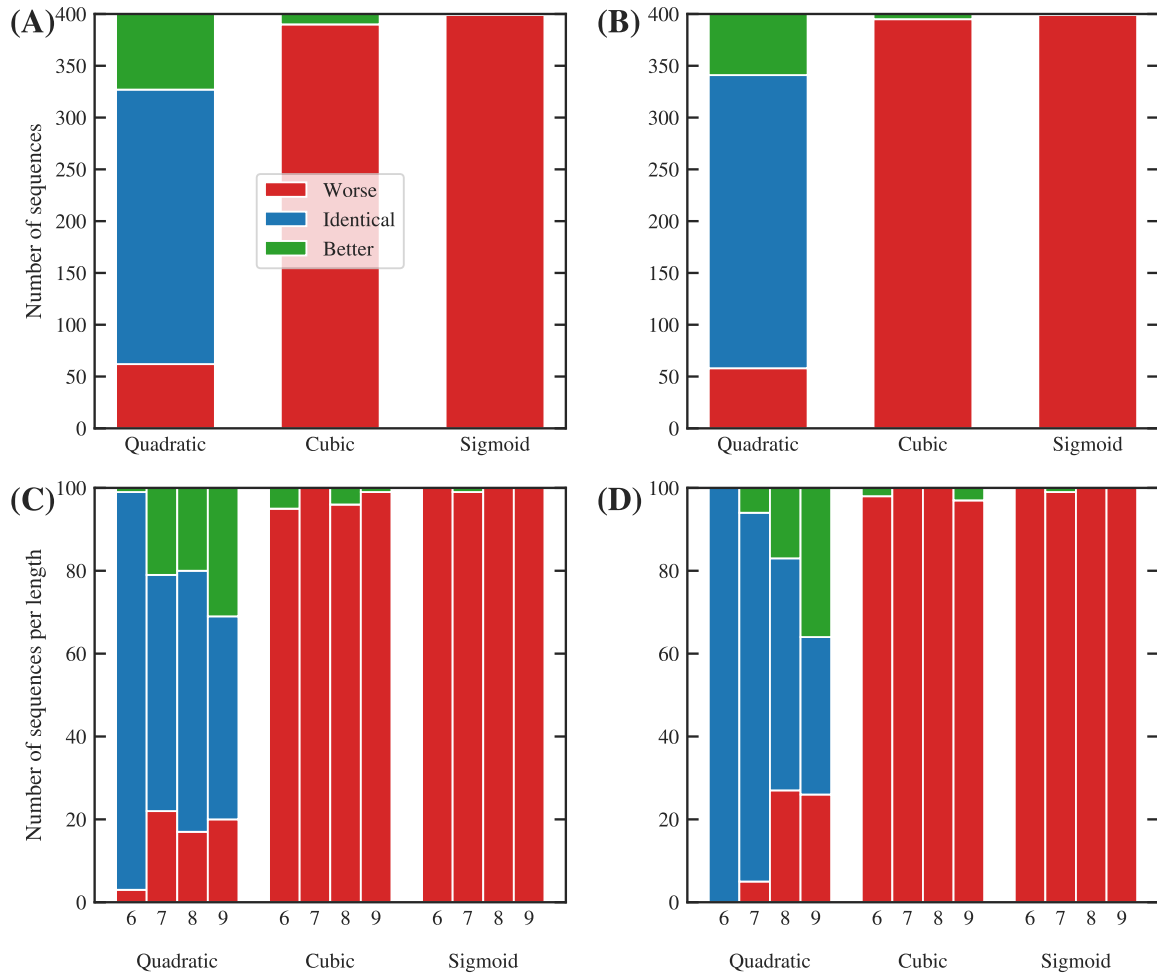 (A)
400
350
300
250
200
150
100
50
0
Number of sequences
Worse
Identical
Better
Quadratic Cubic Sigmoid
(B)
400
350
300
250
200
150
100
50
0
Quadratic Cubic Sigmoid
(C)
100
80
60
40
20
0
Number of sequences per length
6 7 8 9 6 7 8 9 6 7 8 9
Quadratic Cubic Sigmoid
(D)
100
80
60
40
20
0
6 7 8 9 6 7 8 9 6 7 8 9
Quadratic Cubic Sigmoid